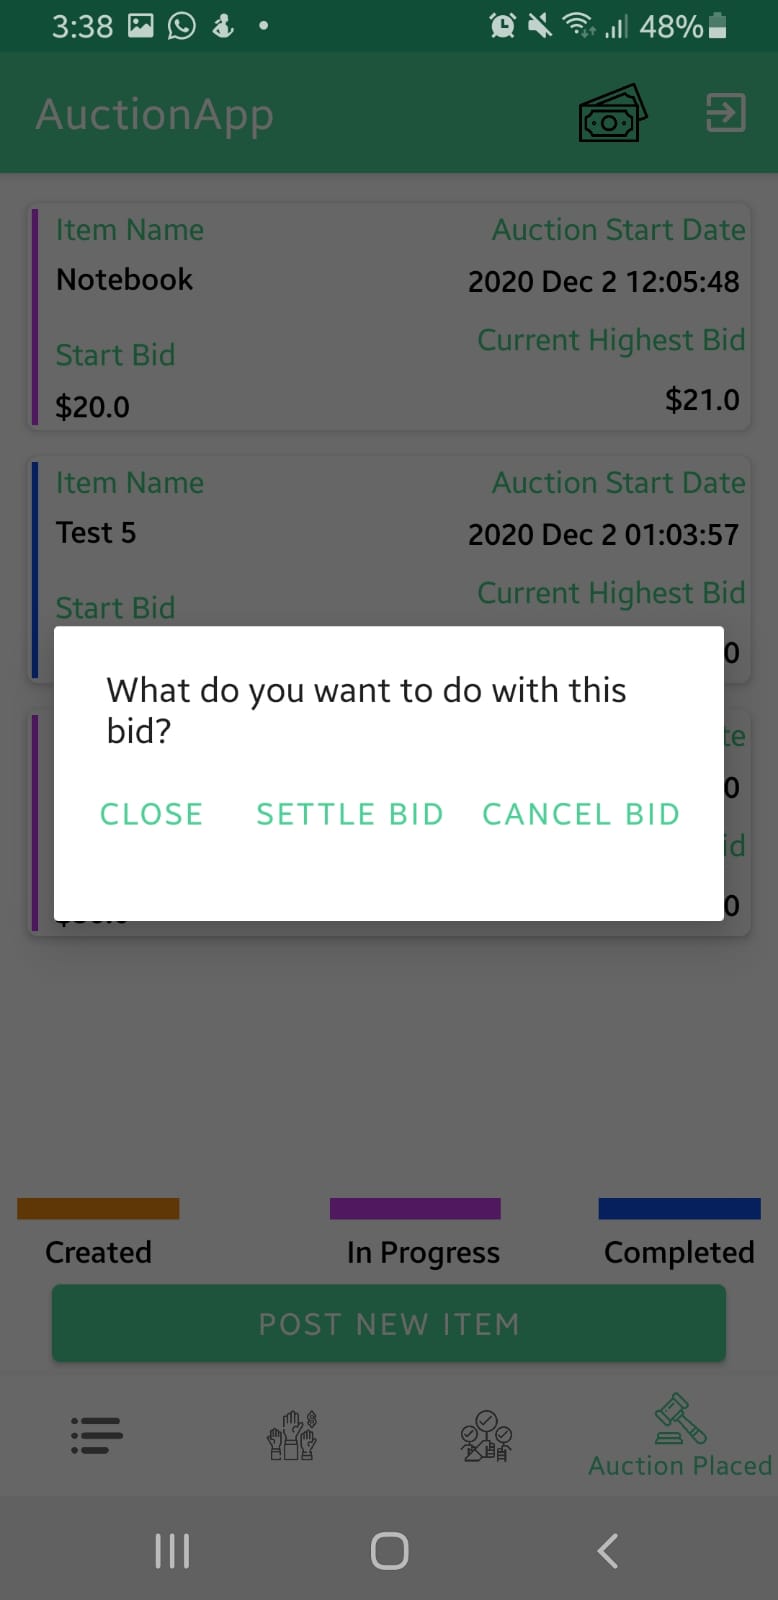 3:38 48%
AuctionApp
Item Name Auction Start Date
Notebook 2020 Dec 2 12:05:48
Start Bid Current Highest Bid
$20.0 $21.0
Item Name Auction Start Date
Test 5 2020 Dec 2 01:03:57
Start Bid Current Highest Bid
What do you want to do with this
bid?
CLOSE SETTLE BID CANCEL BID
Created In Progress Completed
POST NEW ITEM
Auction Placed